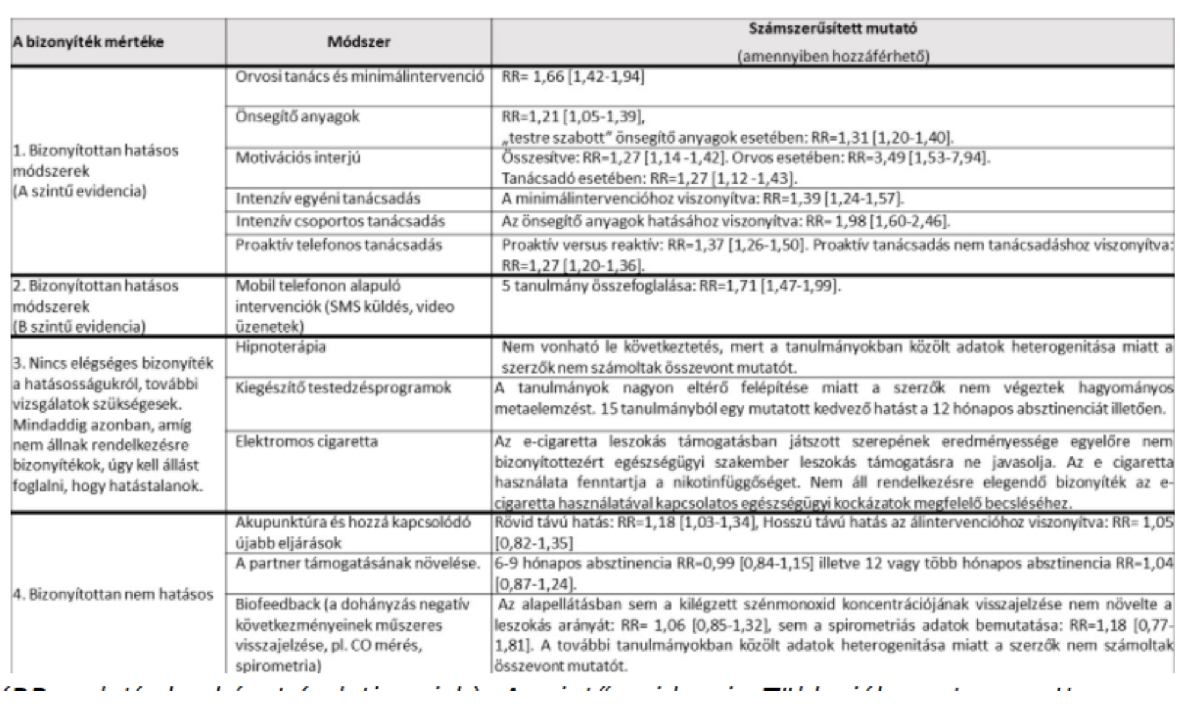 A bizonyíték mértéke
Módszer
Számszerűsített mutató
(amennyiben hozzáférhető)
1. Bizonyítottan hatásos
módszerek
(A szintű evidencia)
Orvosi tanács és minimálintervenció
RR= 1,66 [1,42-1,94]
Önsegítő anyagok
RR=1,21 [1,05-1,39],
„testre szabott" önsegítő anyagok esetében: RR=1,31 [1,20-1,40].
Motivációs interjú
Összesítve: RR=1,27 [1,14 -1,42]. Orvos esetében: RR=3,49 [1,53-7,94].
Tanácsadó esetében: RR=1,27 [1,12 -1,43].
Intenzív egyéni tanácsadás
A minimálintervencióhoz viszonyítva: RR=1,39 [1,24-1,57].
Intenzív csoportos tanácsadás
Az önsegítő anyagok hatásához viszonyítva: RR= 1,98 [1,60-2,46].
Proaktív telefonos tanácsadás
Proaktív versus reaktív: RR=1,37 [1,26-1,50]. Proaktív tanácsadás nem tanácsadáshoz viszonyítva:
RR=1,27 [1,20-1,36].
2. Bizonyítottan hatásos
módszerek
(B szintű evidencia)
Mobil telefonon alapuló
intervenciók (SMS küldés, video
üzenetek)
5 tanulmány összefoglalása: RR=1,71 [1,47-1,99].
3. Nincs elégséges bizonyíték
a hatásosságukról, további
vizsgálatok szükségesek.
Mindaddig azonban, amíg
nem állnak rendelkezésre
bizonyítékok, úgy kell állást
foglalni, hogy hatástalanok.
Hipnoterápia
Nem vonható le következtetés, mert a tanulmányokban közölt adatok heterogenitása miatt a
szerzők nem számoltak összevont mutatót.
Kiegészítő testedzésprogramok
A tanulmányok nagyon eltérő felépítése miatt a szerzők nem végeztek hagyományos
metaelemzést. 15 tanulmányból egy mutatott kedvező hatást a 12 hónapos absztinenciát illetően.
Elektromos cigaretta
Az e-cigaretta leszokás támogatásban játszott szerepének eredményessége egyelőre nem
bizonyítottezért egészségügyi szakember leszokás támogatásra ne javasolja. Az e cigaretta
használata fenntartja a nikotinfüggőséget. Nem áll rendelkezésre elegendő bizonyíték az e-
cigaretta használatával kapcsolatos egészségügyi kockázatok megfelelő becsléséhez.
4. Bizonyítottan nem hatásos
Akupunktúra és hozzá kapcsolódó
újabb eljárások
Rövid távú hatás: RR=1,18 [1,03-1,34], Hosszú távú hatás az álintervencióhoz viszonyítva: RR= 1,05
[0,82-1,35]
A partner támogatásának növelése.
6-9 hónapos absztinencia RR=0,99 [0,84-1,15] illetve 12 vagy több hónapos absztinencia RR=1,04
[0,87-1,24].
Biofeedback (a dohányzás negatív
következményeinek műszeres
visszajelzése, pl. CO mérés,
spirometria)
Az alapellátásban sem a kilégzett szénmonoxid koncentrációjának visszajelzése nem növelte a
leszokás arányát: RR= 1,06 [0,85-1,32], sem a spirometriás adatok bemutatása: RR=1,18 [0,77-
1,81]. A további tanulmányokban közölt adatok heterogenitása miatt a szerzők nem számoltak
összevont mutatót.